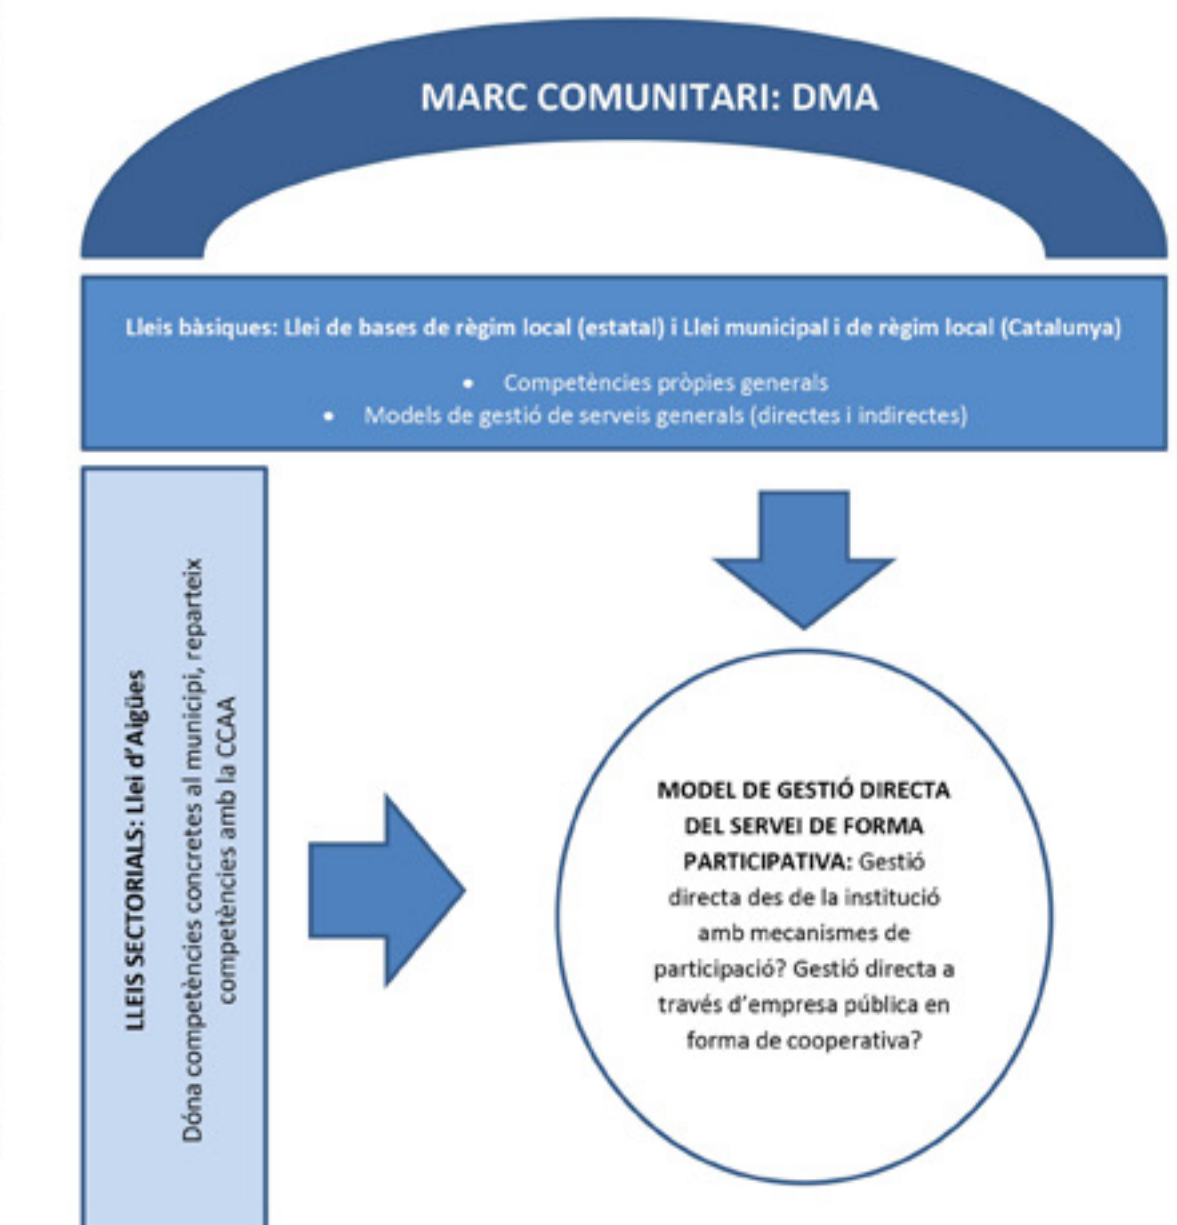 MARC COMUNITARI: DMA
Lleis bàsiques: Llei de bases de règim local (estatal) i Llei municipal i de règim local (Catalunya)
• Competències pròpies generals
• Models de gestió de serveis generals (directes i indirectes)
LLEIS SECTORIALS: Llei d'Aigües
Dóna competències concretes al municipi, reparteix
competències amb la CCAA
MODEL DE GESTIÓ DIRECTA
DEL SERVEI DE FORMA
PARTICIPATIVA: Gestió
directa des de la institució
amb mecanismes de
participació? Gestió directa a
través d'empresa pública en
forma de cooperativa?